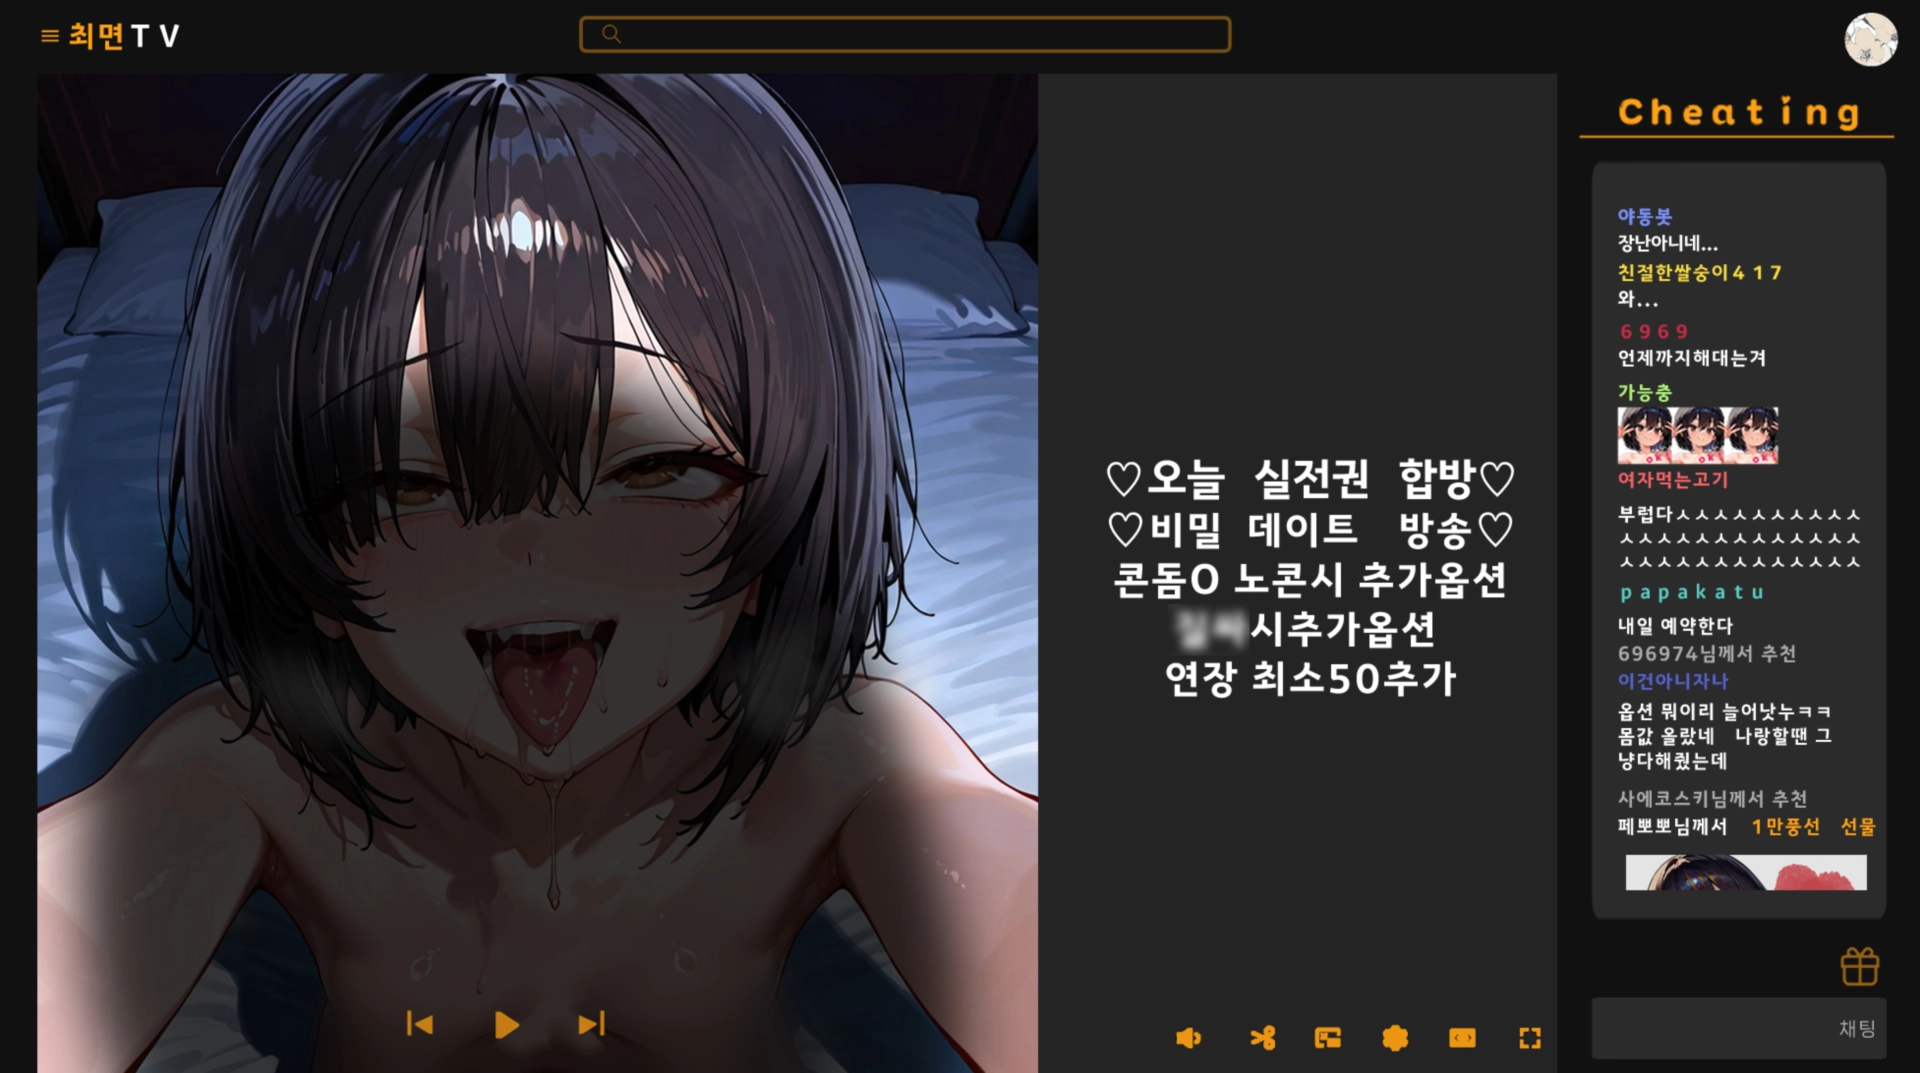 최면TV
Cheating
♡오늘 실전권 합방♡
♡비밀 데이트 방송♡
콘돔O 노콘시 추가옵션
시추가옵션
연장 최소50추가
야동봇
장난아니네...
친절한쌀숭이417
와...
6969
언제까지해대는겨
가능충
여자먹는고기
부럽다ㅅㅅㅅㅅㅅㅅㅅㅅㅅㅅ
ㅅㅅㅅㅅㅅㅅㅅㅅㅅㅅㅅㅅㅅ
ㅅㅅㅅㅅㅅㅅㅅㅅㅅㅅㅅㅅㅅ
papakatu
내일 예약한다
696974님께서 추천
이건아니자나
옵션 뭐이리 늘어낫누ㅋㅋ
몸값 올랐네 나랑할땐 그
냥다해줬는데
사에코스키님께서 추천
페뽀뽀님께서 1만풍선 선물
채팅